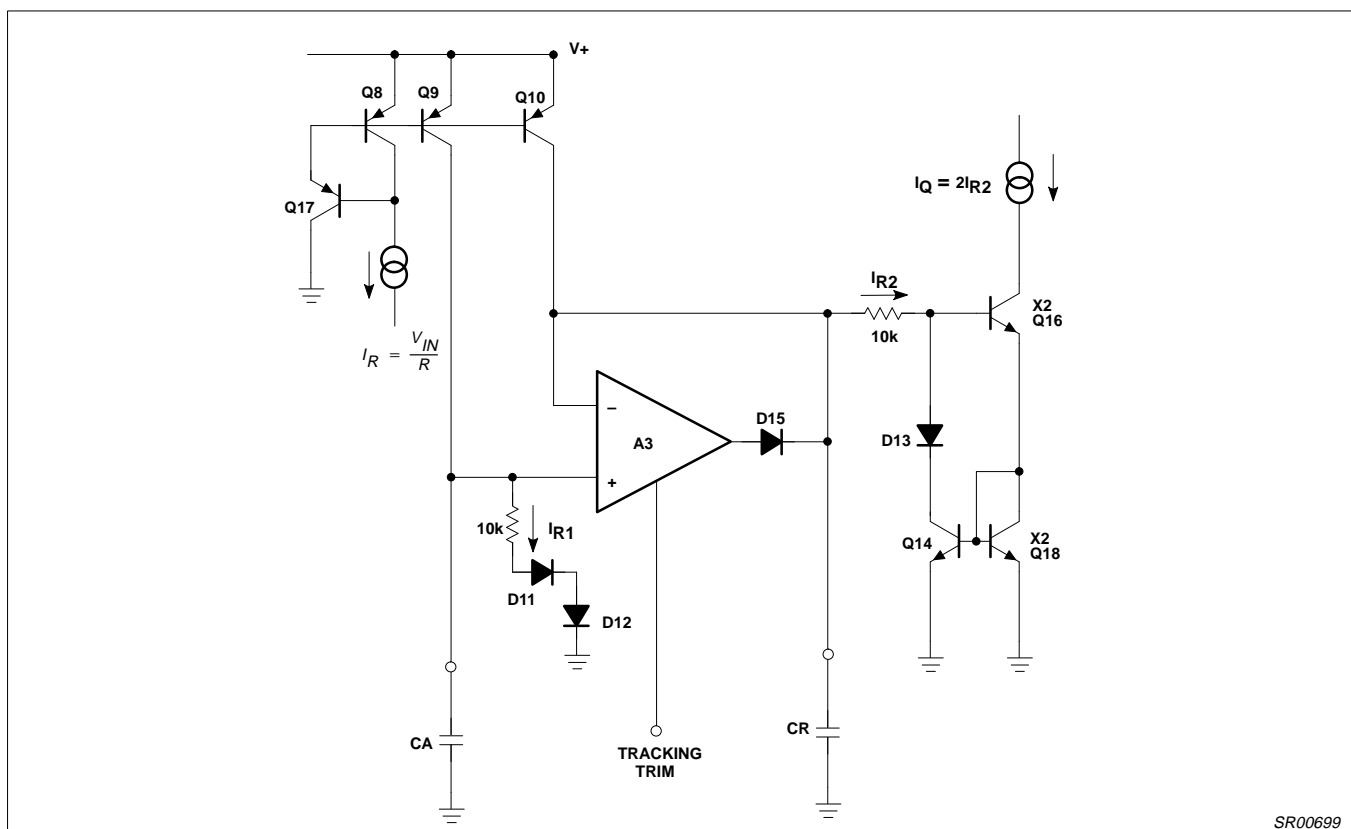 V+
Q8
Q9
Q10
Q17
I_R = V_IN / R
I_Q = 2I_R2
I_R2
10k
X2
Q16
−
A3
+
D15
D13
10k
I_R1
D11
D12
Q14
X2
Q18
CA
TRACKING
TRIM
CR
SR00699